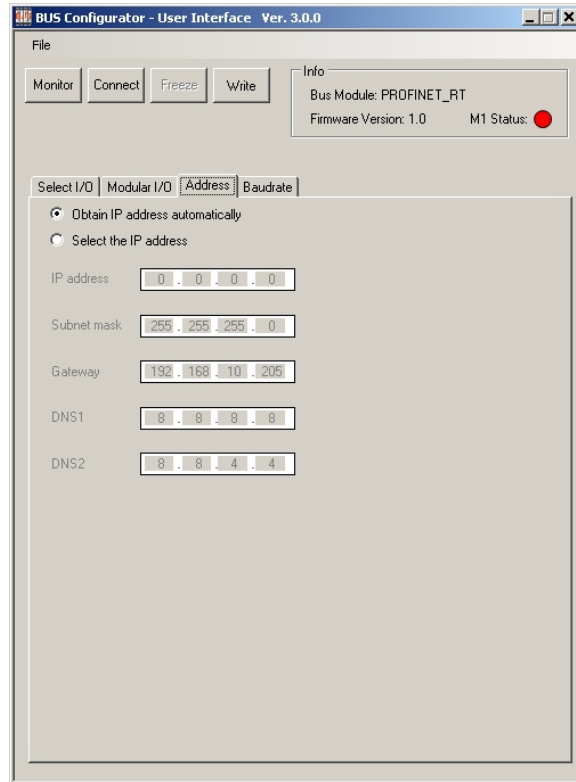 BUS Configurator - User Interface Ver. 3.0.0
File
Monitor Connect Freeze Write
Info
Bus Module: PROFINET_RT
Firmware Version: 1.0 M1 Status:
Select I/O Modular I/O Address Baudrate
Obtain IP address automatically
Select the IP address
IP address 0 . 0 . 0 . 0
Subnet mask 255 . 255 . 255 . 0
Gateway 192 . 168 . 10 . 205
DNS1 8 . 8 . 8 . 8
DNS2 8 . 8 . 4 . 4